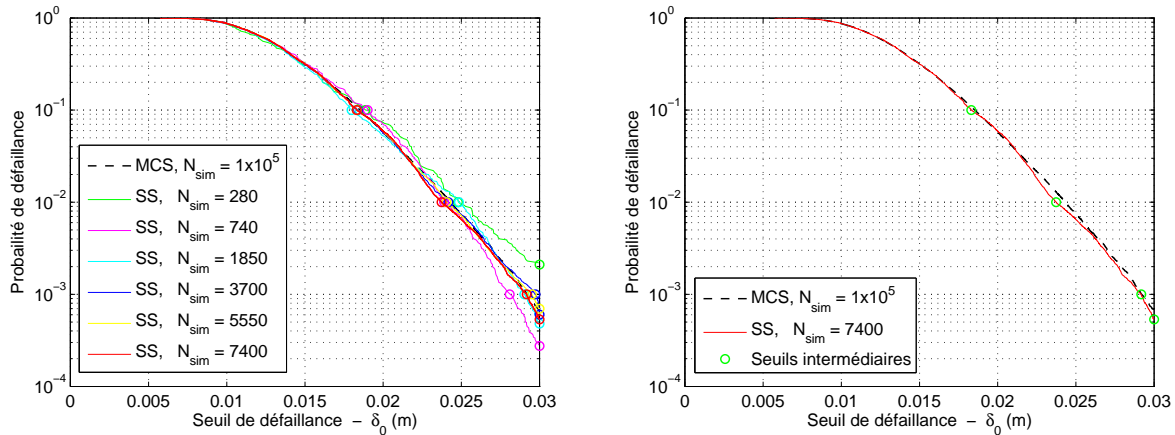 10^0
10^-1
10^-2
10^-3
10^-4
Probailité de défaillance
MCS, N_sim = 1x10^5
SS, N_sim = 280
SS, N_sim = 740
SS, N_sim = 1850
SS, N_sim = 3700
SS, N_sim = 5550
SS, N_sim = 7400
0 0.005 0.01 0.015 0.02 0.025 0.03
Seuil de défaillance − δ_0 (m)
10^0
10^-1
10^-2
10^-3
10^-4
Probabilité de défaillance
MCS, N_sim = 1x10^5
SS, N_sim = 7400
Seuils intermédiaires
0 0.005 0.01 0.015 0.02 0.025 0.03
Seuil de défaillance − δ_0 (m)